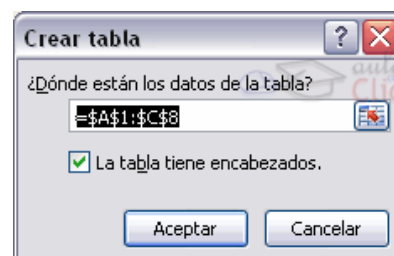 Crear tabla
¿Dónde están los datos de la tabla?
=$A$1:$C$8
La tabla tiene encabezados.
Aceptar
Cancelar